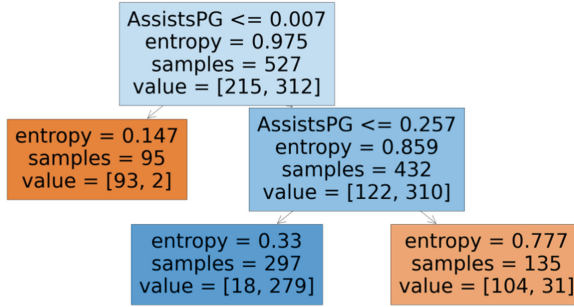 AssistsPG <= 0.007
entropy = 0.975
samples = 527
value = [215, 312]
entropy = 0.147
samples = 95
value = [93, 2]
AssistsPG <= 0.257
entropy = 0.859
samples = 432
value = [122, 310]
entropy = 0.33
samples = 297
value = [18, 279]
entropy = 0.777
samples = 135
value = [104, 31]